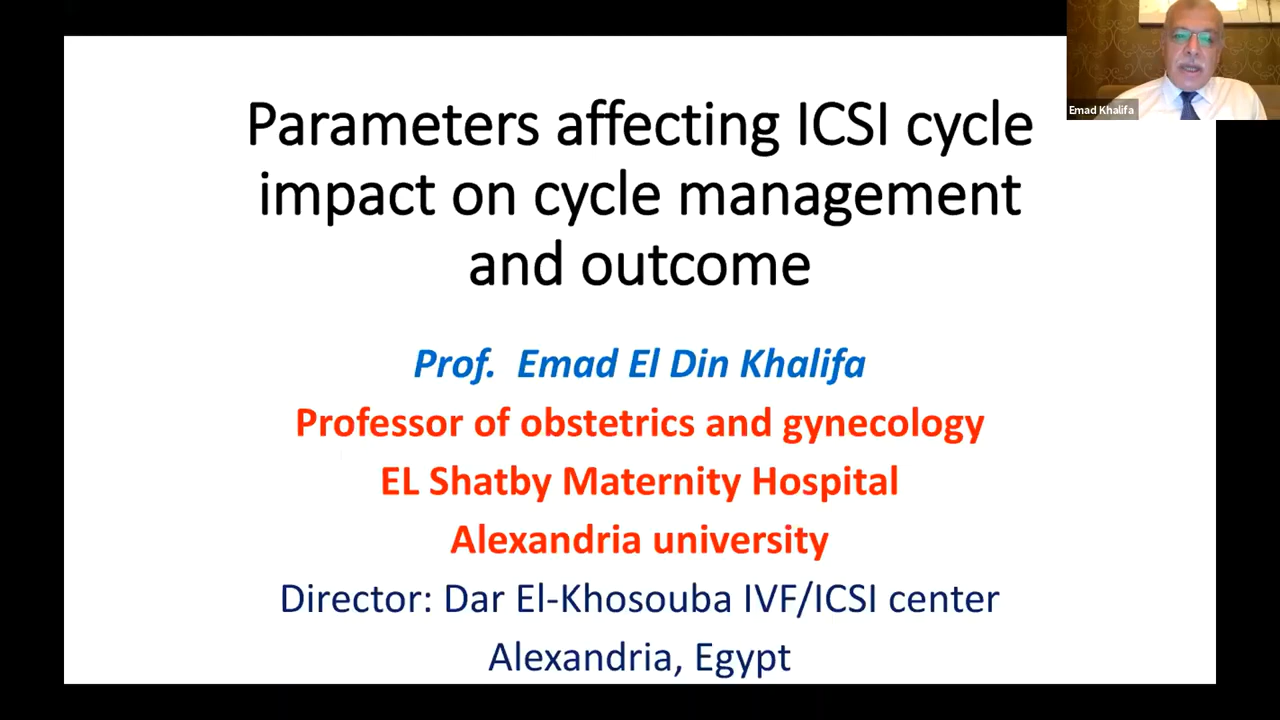 Parameters affecting ICSI cycle
impact on cycle management
and outcome
Prof. Emad El Din Khalifa
Professor of obstetrics and gynecology
EL Shatby Maternity Hospital
Alexandria university
Director: Dar El-Khosouba IVF/ICSI center
Alexandria, Egypt
Emad Khalifa